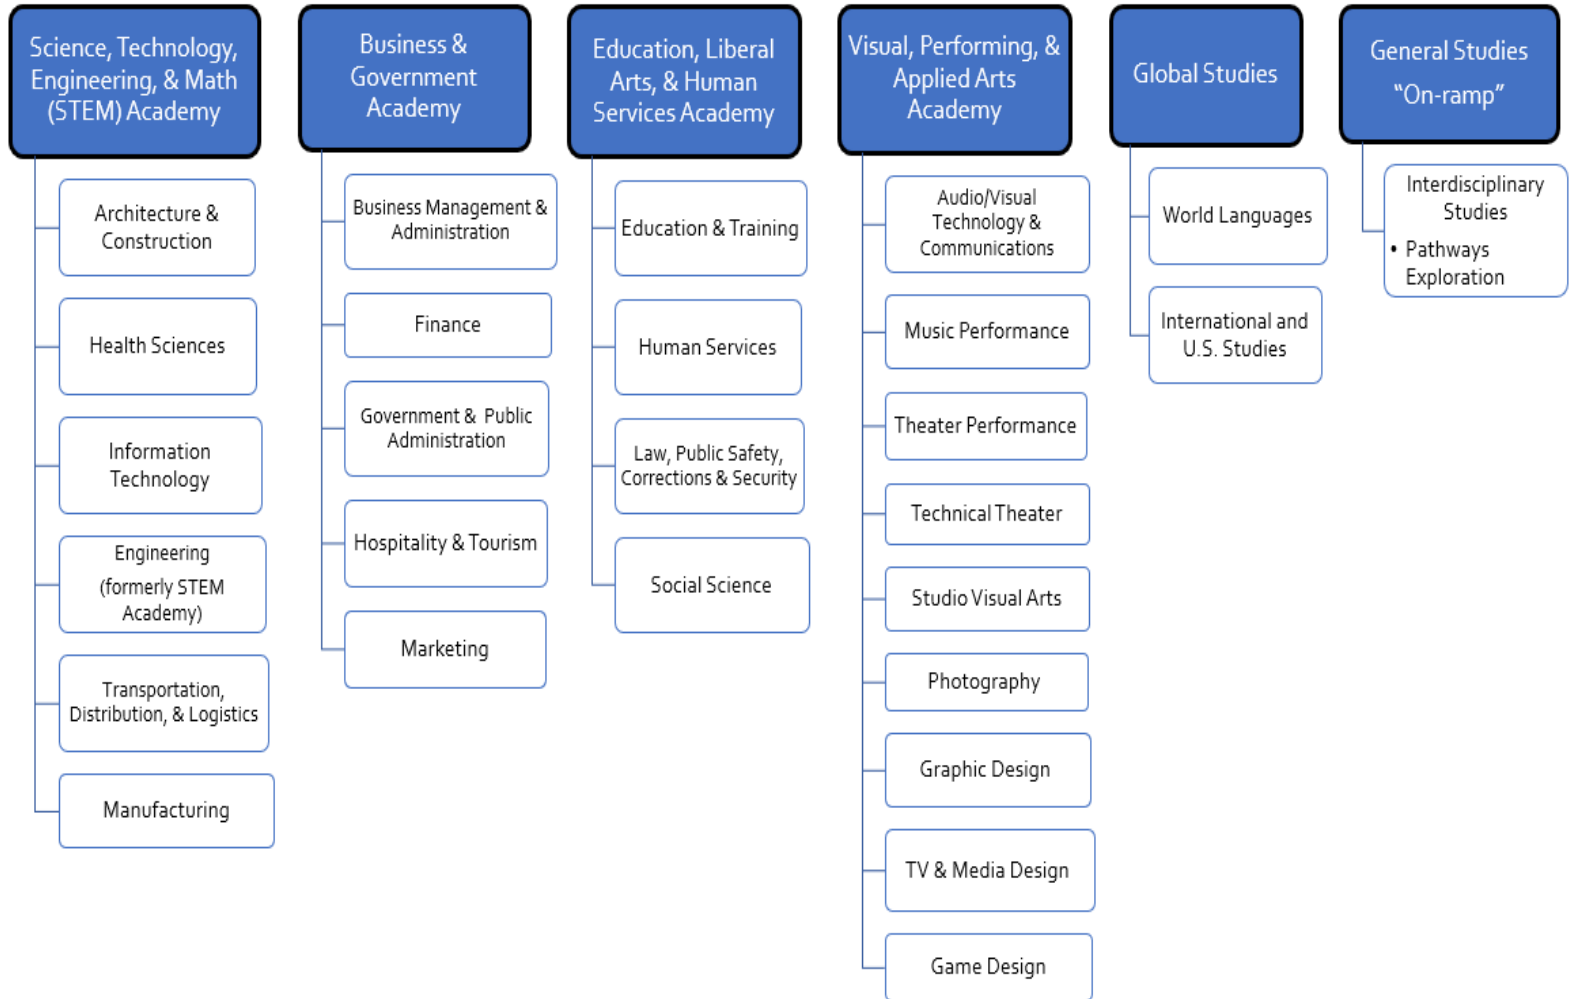 Science, Technology,
Engineering, & Math
(STEM) Academy
Architecture &
Construction
Health Sciences
Information
Technology
Engineering
(formerly STEM
Academy)
Transportation,
Distribution, & Logistics
Manufacturing
Business &
Government
Academy
Business Management &
Administration
Finance
Government & Public
Administration
Hospitality & Tourism
Marketing
Education, Liberal
Arts, & Human
Services Academy
Education & Training
Human Services
Law, Public Safety,
Corrections & Security
Social Science
Visual, Performing, &
Applied Arts
Academy
Audio/Visual
Technology &
Communications
Music Performance
Theater Performance
Technical Theater
Studio Visual Arts
Photography
Graphic Design
TV & Media Design
Game Design
Global Studies
World Languages
International and
U.S. Studies
General Studies
“On-ramp”
Interdisciplinary
Studies
• Pathways
Exploration